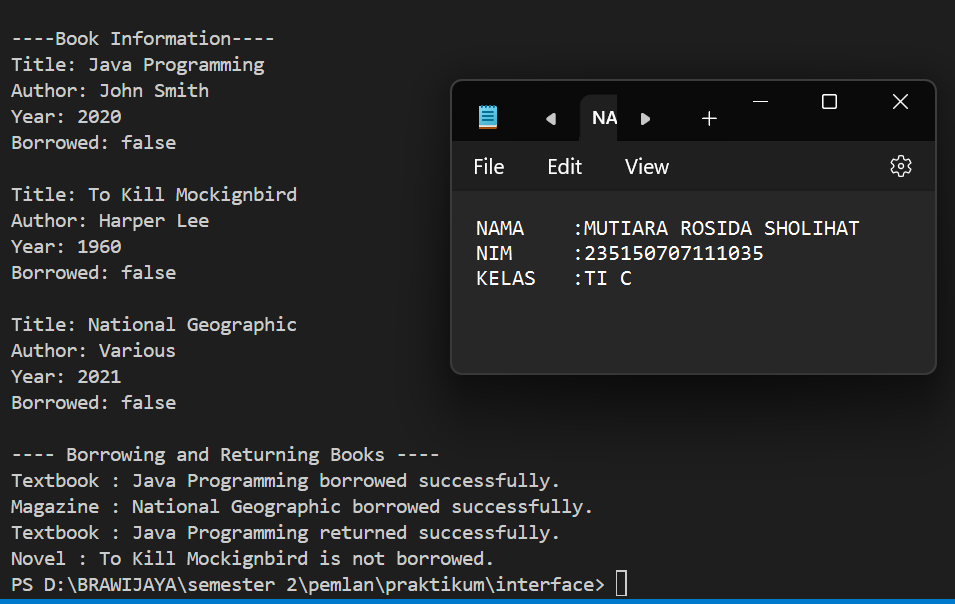 ----Book Information----
Title: Java Programming
Author: John Smith
Year: 2020
Borrowed: false
Title: To Kill Mockignbird
Author: Harper Lee
Year: 1960
Borrowed: false
Title: National Geographic
Author: Various
Year: 2021
Borrowed: false
---- Borrowing and Returning Books ----
Textbook : Java Programming borrowed successfully.
Magazine : National Geographic borrowed successfully.
Textbook : Java Programming returned successfully.
Novel : To Kill Mockignbird is not borrowed.
PS D:\BRAWIJAYA\semester 2\pemlan\praktikum\interface>
NA
File Edit View
NAMA :MUTIARA ROSIDA SHOLIHAT
NIM :235150707111035
KELAS :TI C